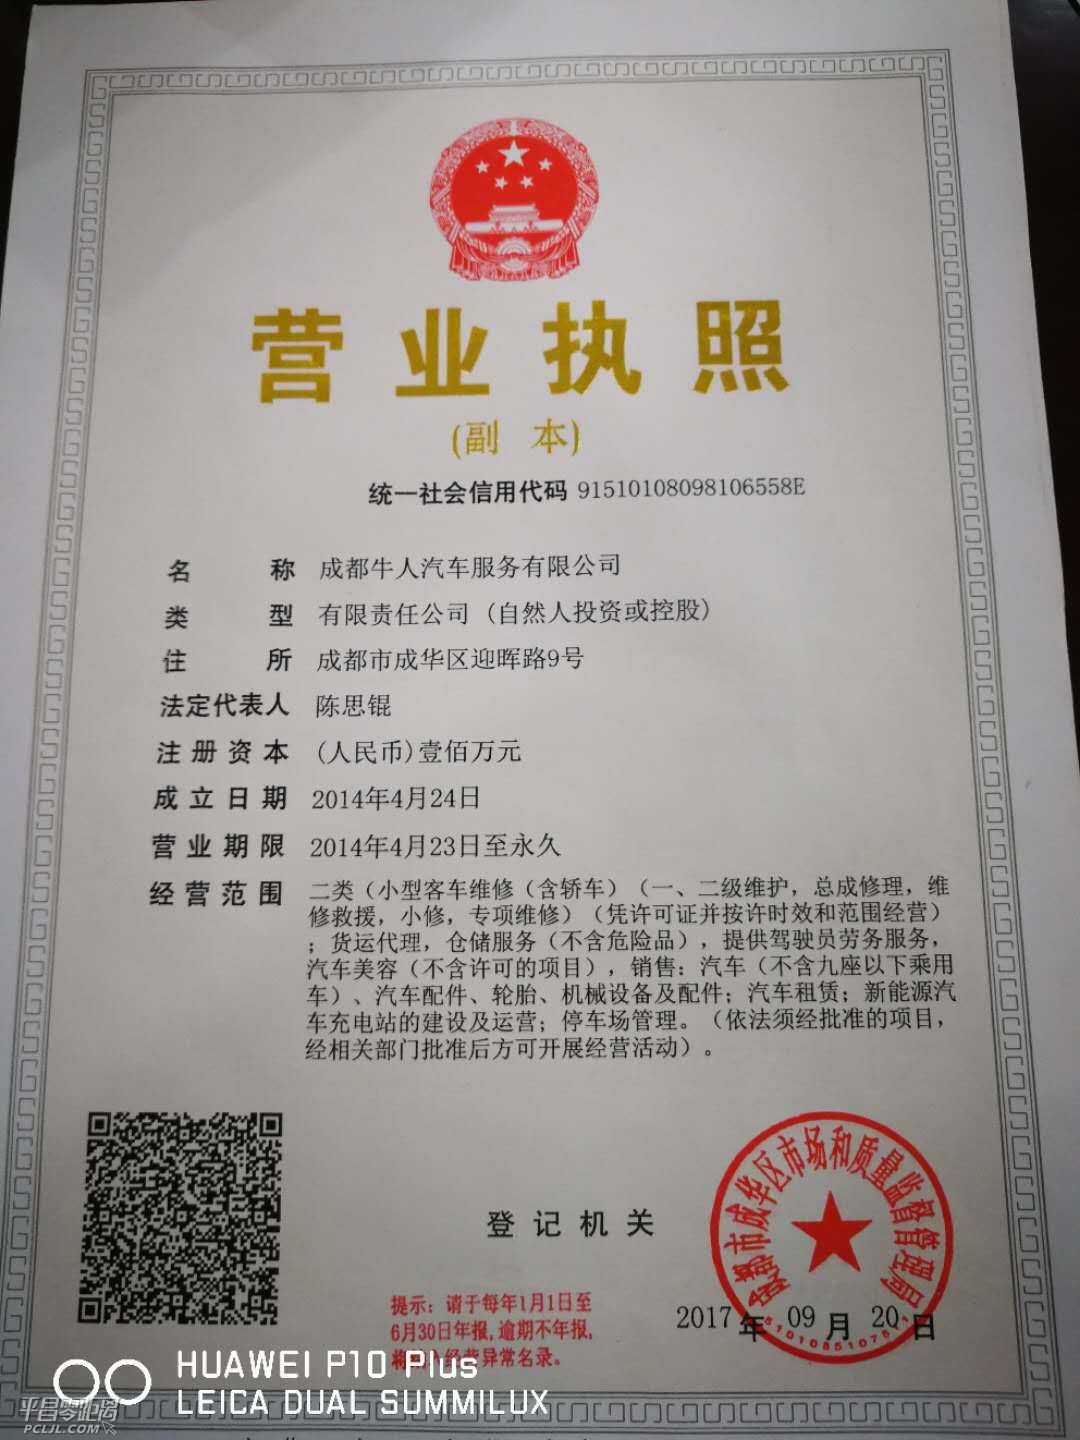 营业执照
(副 本)
统一社会信用代码 91510108098106558E
名 称 成都牛人汽车服务有限公司
类 型 有限责任公司 (自然人投资或控股)
住 所 成都市成华区迎晖路9号
法定代表人 陈思锟
注册资本 (人民币)壹佰万元
成立日期 2014年4月24日
营业期限 2014年4月23日至永久
经营范围 二类（小型客车维修（含轿车）（一、二级维护，总成修理，维
修救援，小修，专项维修）（凭许可证并按许时效和范围经营）
；货运代理，仓储服务（不含危险品），提供驾驶员劳务服务，
汽车美容（不含许可的项目），销售：汽车（不含九座以下乘用
车）、汽车配件、轮胎、机械设备及配件；汽车租赁；新能源汽
车充电站的建设及运营；停车场管理。（依法须经批准的项目，
经相关部门批准后方可开展经营活动）。
成都市成华区市场和质量监督管理局
登记机关
2017年09月20日
提示：请于每年1月1日至
6月30日年报,逾期不年报,
将 入经营异常名录。
HUAWEI P10 Plus
LEICA DUAL SUMMILUX
平昌零距离
PCLJL.COM